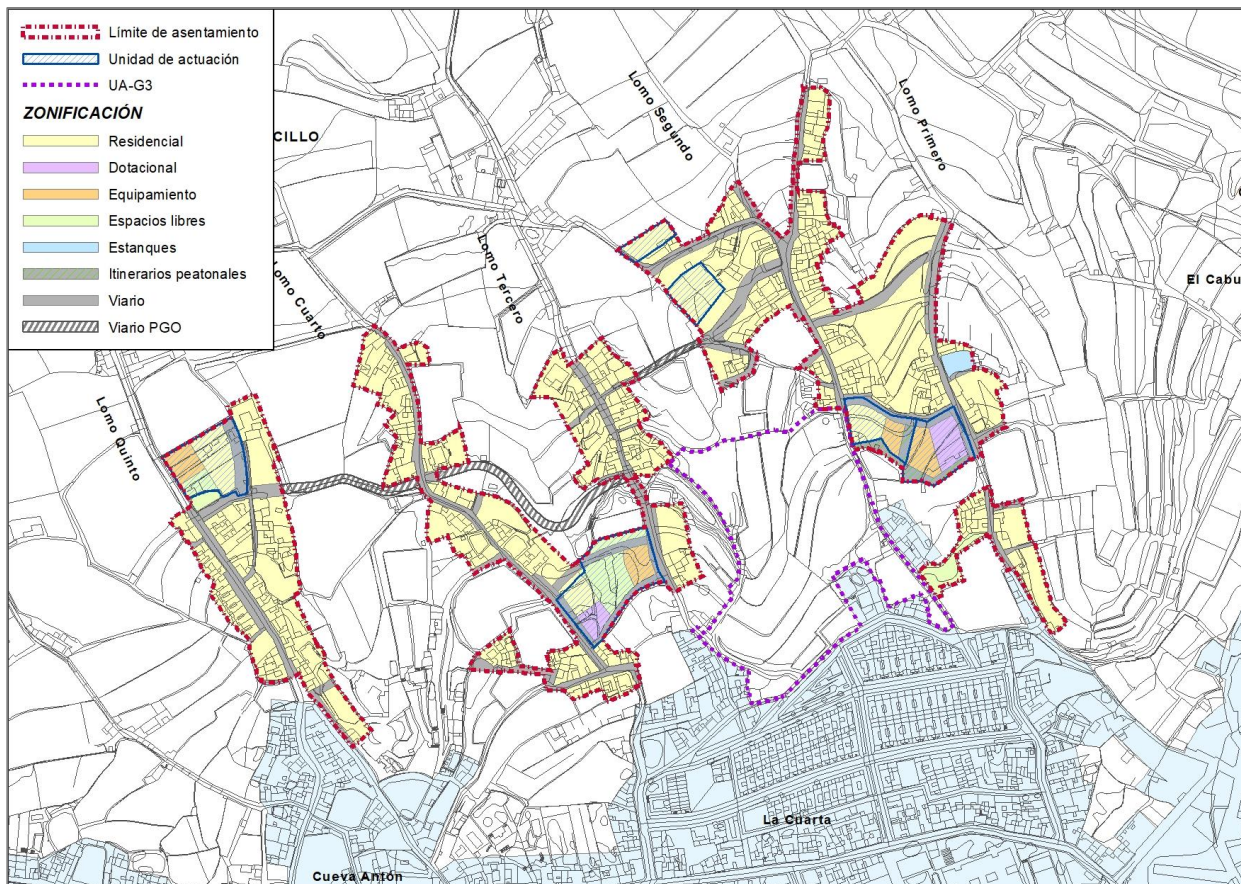 Límite de asentamiento
Unidad de actuación
UA-G3
ZONIFICACIÓN
Residencial
Dotacional
Equipamiento
Espacios libres
Estanques
Itinerarios peatonales
Viario
Viario PGO
CILLO
Lomo Segundo
Lomo Primero
Lomo Tercero
Lomo Cuarto
Lomo Quinto
El Cabu
La Cuarta
Cueva Antón